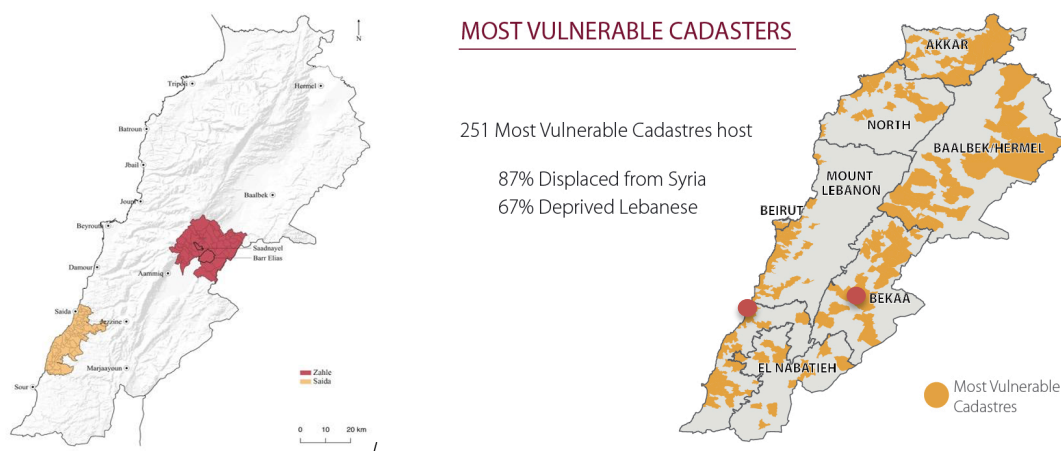 N
Tripoli
Hermel
Batroun
Jbail
Jouni
Baalbek
Beyrouth
Saadnayel
Barr Elias
Damour
Aammiq
Saida
Jezzine
Marjaayoun
Sour
Zahle
Saida
0 10 20 km
MOST VULNERABLE CADASTERS
251 Most Vulnerable Cadastres host
87% Displaced from Syria
67% Deprived Lebanese
AKKAR
NORTH
BAALBEK/HERMEL
MOUNT
LEBANON
BEIRUT
BEKAA
EL NABATIEH
Most Vulnerable
Cadastres